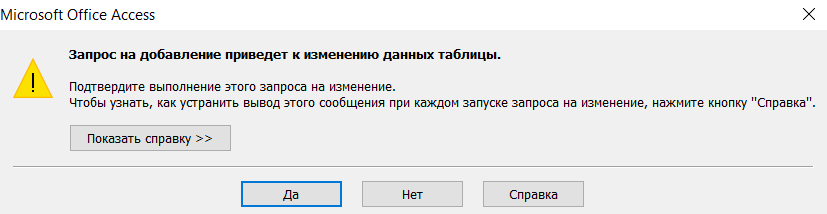 Microsoft Office Access
Запрос на добавление приведет к изменению данных таблицы.
Подтвердите выполнение этого запроса на изменение.
Чтобы узнать, как устранить вывод этого сообщения при каждом запуске запроса на изменение, нажмите кнопку "Справка".
Показать справку >>
Да
Нет
Справка